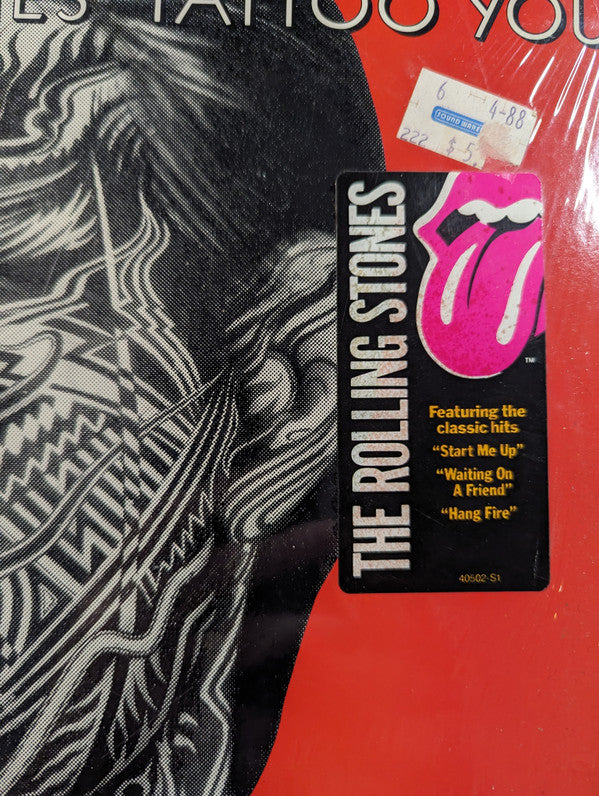 ES TATTOO YOU
6 4-88
SOUND WAREHOUSE
222 $5.
THE ROLLING STONES
TM
Featuring the
classic hits
“Start Me Up”
“Waiting On
A Friend”
“Hang Fire”
40502-S1